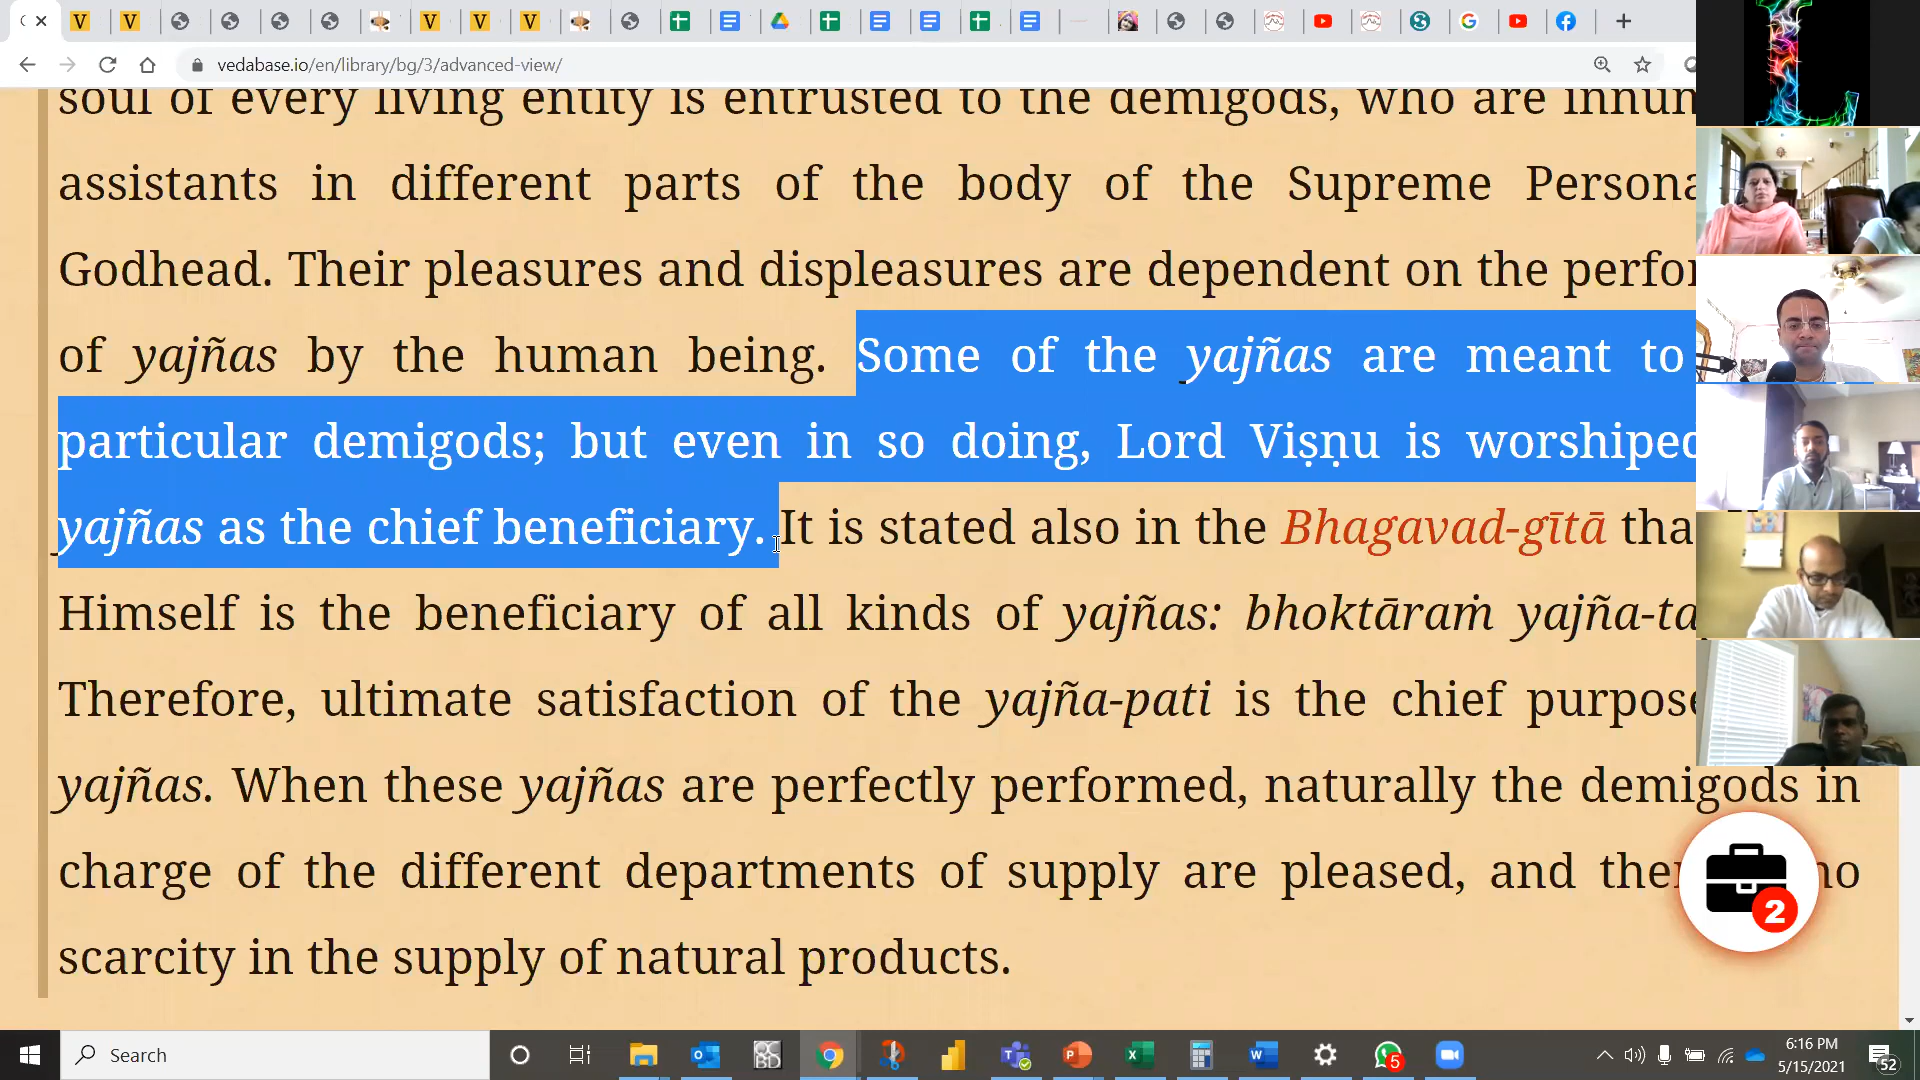 vedabase.io/en/library/bg/3/advanced-view/
soul of every living entity is entrusted to the demigods, who are innum
assistants in different parts of the body of the Supreme Persona
Godhead. Their pleasures and displeasures are dependent on the perfor
of yajñas by the human being. Some of the yajñas are meant to
particular demigods; but even in so doing, Lord Viṣṇu is worshiped
yajñas as the chief beneficiary. It is stated also in the Bhagavad-gītā tha
Himself is the beneficiary of all kinds of yajñas: bhoktāraṁ yajña-ta
Therefore, ultimate satisfaction of the yajña-pati is the chief purpose
yajñas. When these yajñas are perfectly performed, naturally the demigods in
charge of the different departments of supply are pleased, and the no
scarcity in the supply of natural products.
2
Search
5
6:16 PM
5/15/2021
52